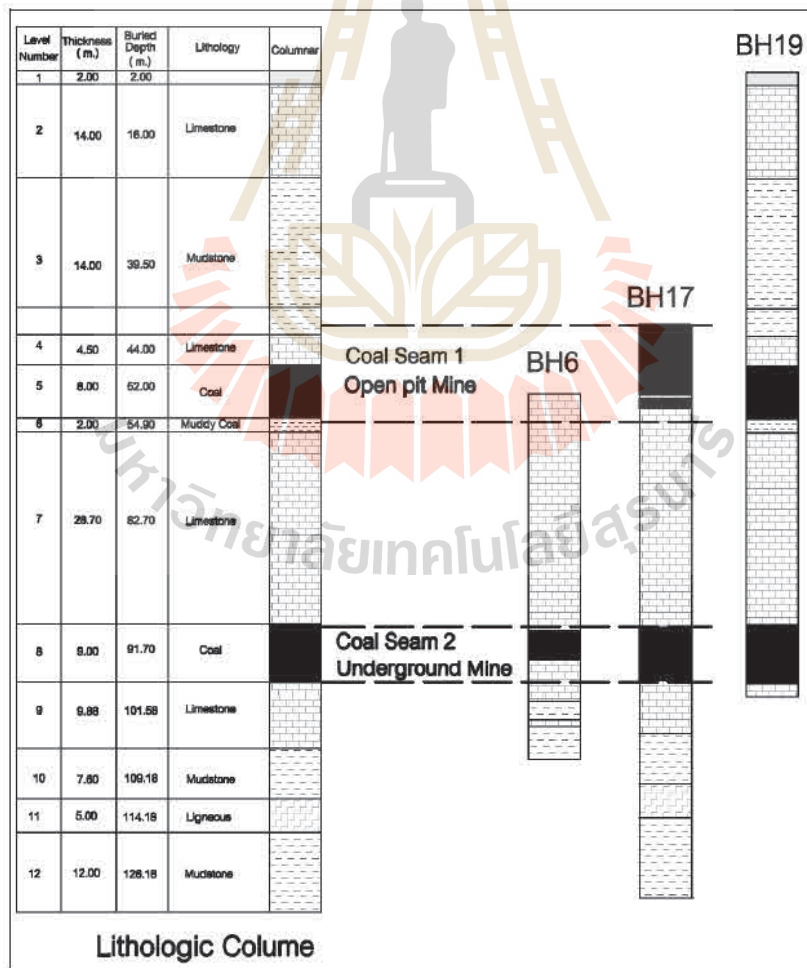 Level Number Thickness (m.) Buried Depth (m.) Lithology Columnar
1 2.00 2.00
2 14.00 16.00 Limestone
3 14.00 39.50 Mudstone
4 4.50 44.00 Limestone
5 8.00 52.00 Coal
6 2.00 54.90 Muddy Coal
7 28.70 82.70 Limestone
8 9.00 91.70 Coal
9 9.88 101.58 Limestone
10 7.60 109.18 Mudstone
11 5.00 114.18 Ligneous
12 12.00 126.18 Mudstone
BH19
BH17
BH6
Coal Seam 1
Open pit Mine
Coal Seam 2
Underground Mine
มหาวิทยาลัยเทคโนโลยีสุรนารี
Lithologic Colume